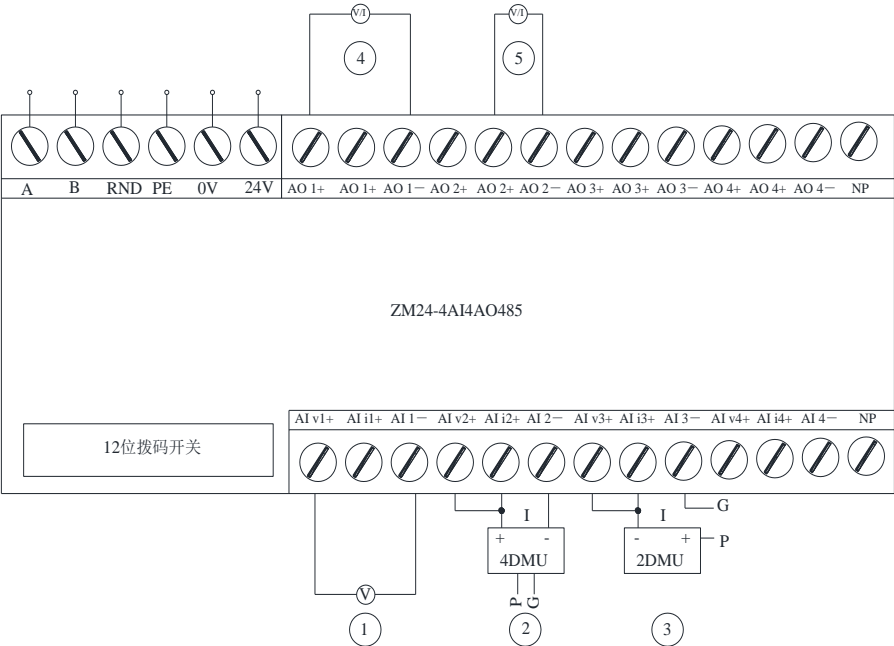 V/I V/I
4 5
A B RND PE 0V 24V AO 1+ AO 1+ AO 1− AO 2+ AO 2+ AO 2− AO 3+ AO 3+ AO 3− AO 4+ AO 4+ AO 4− NP
ZM24-4AI4AO485
AI v1+ AI i1+ AI 1− AI v2+ AI i2+ AI 2− AI v3+ AI i3+ AI 3− AI v4+ AI i4+ AI 4− NP
12位拨码开关
I I G
+ - - + P
4DMU 2DMU
V P G
1 2 3